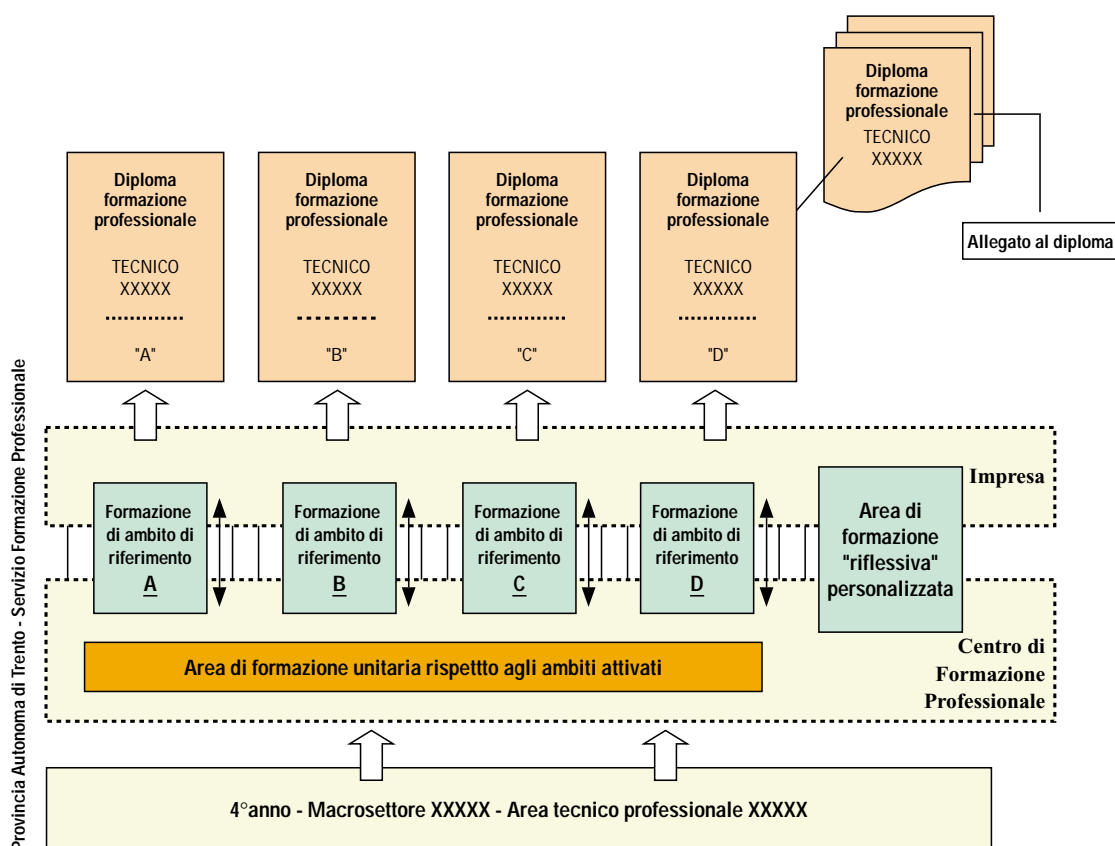 Diploma
formazione
professionale
TECNICO
XXXXX
Allegato al diploma
Diploma
formazione
professionale
TECNICO
XXXXX
"A"
Diploma
formazione
professionale
TECNICO
XXXXX
"B"
Diploma
formazione
professionale
TECNICO
XXXXX
"C"
Diploma
formazione
professionale
TECNICO
XXXXX
"D"
Impresa
Formazione
di ambito di
riferimento
A
Formazione
di ambito di
riferimento
B
Formazione
di ambito di
riferimento
C
Formazione
di ambito di
riferimento
D
Area di
formazione
"riflessiva"
personalizzata
Centro di
Formazione
Professionale
Area di formazione unitaria rispettto agli ambiti attivati
4°anno - Macrosettore XXXXX - Area tecnico professionale XXXXX
Provincia Autonoma di Trento - Servizio Formazione Professionale